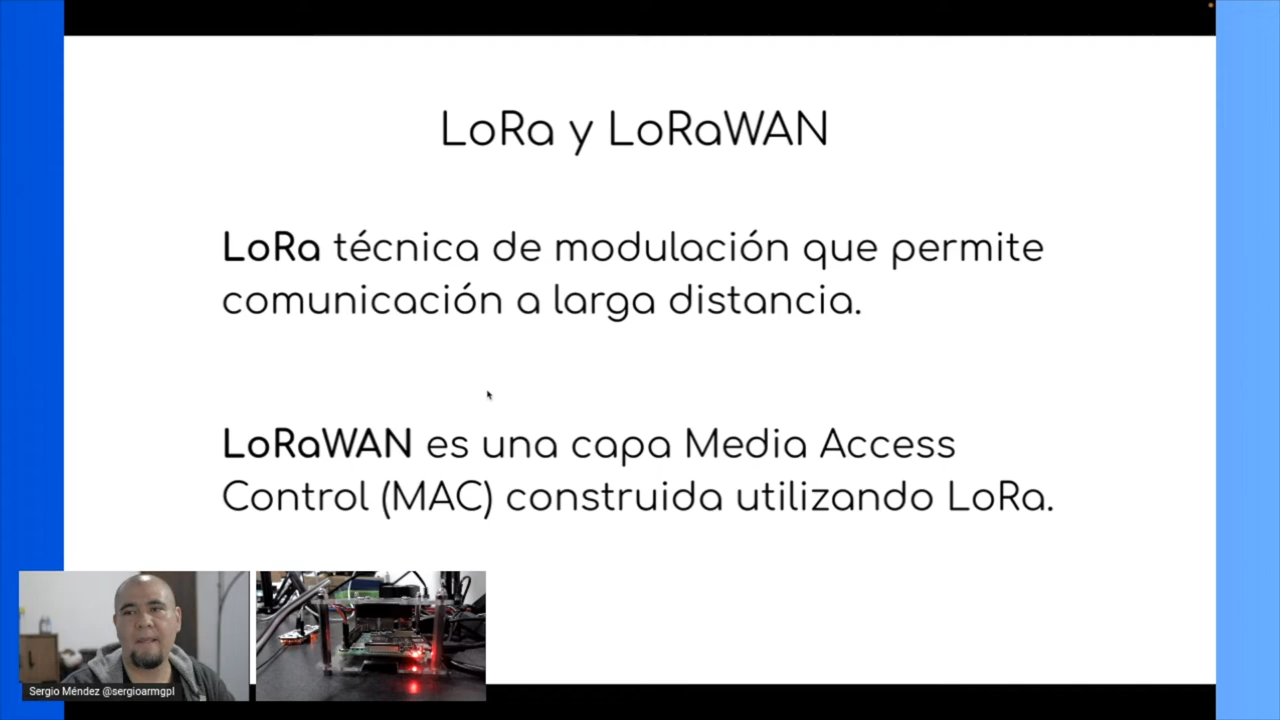 LoRa y LoRaWAN
LoRa técnica de modulación que permite
comunicación a larga distancia.
LoRaWAN es una capa Media Access
Control (MAC) construida utilizando LoRa.
Sergio Méndez @sergioarmgpl